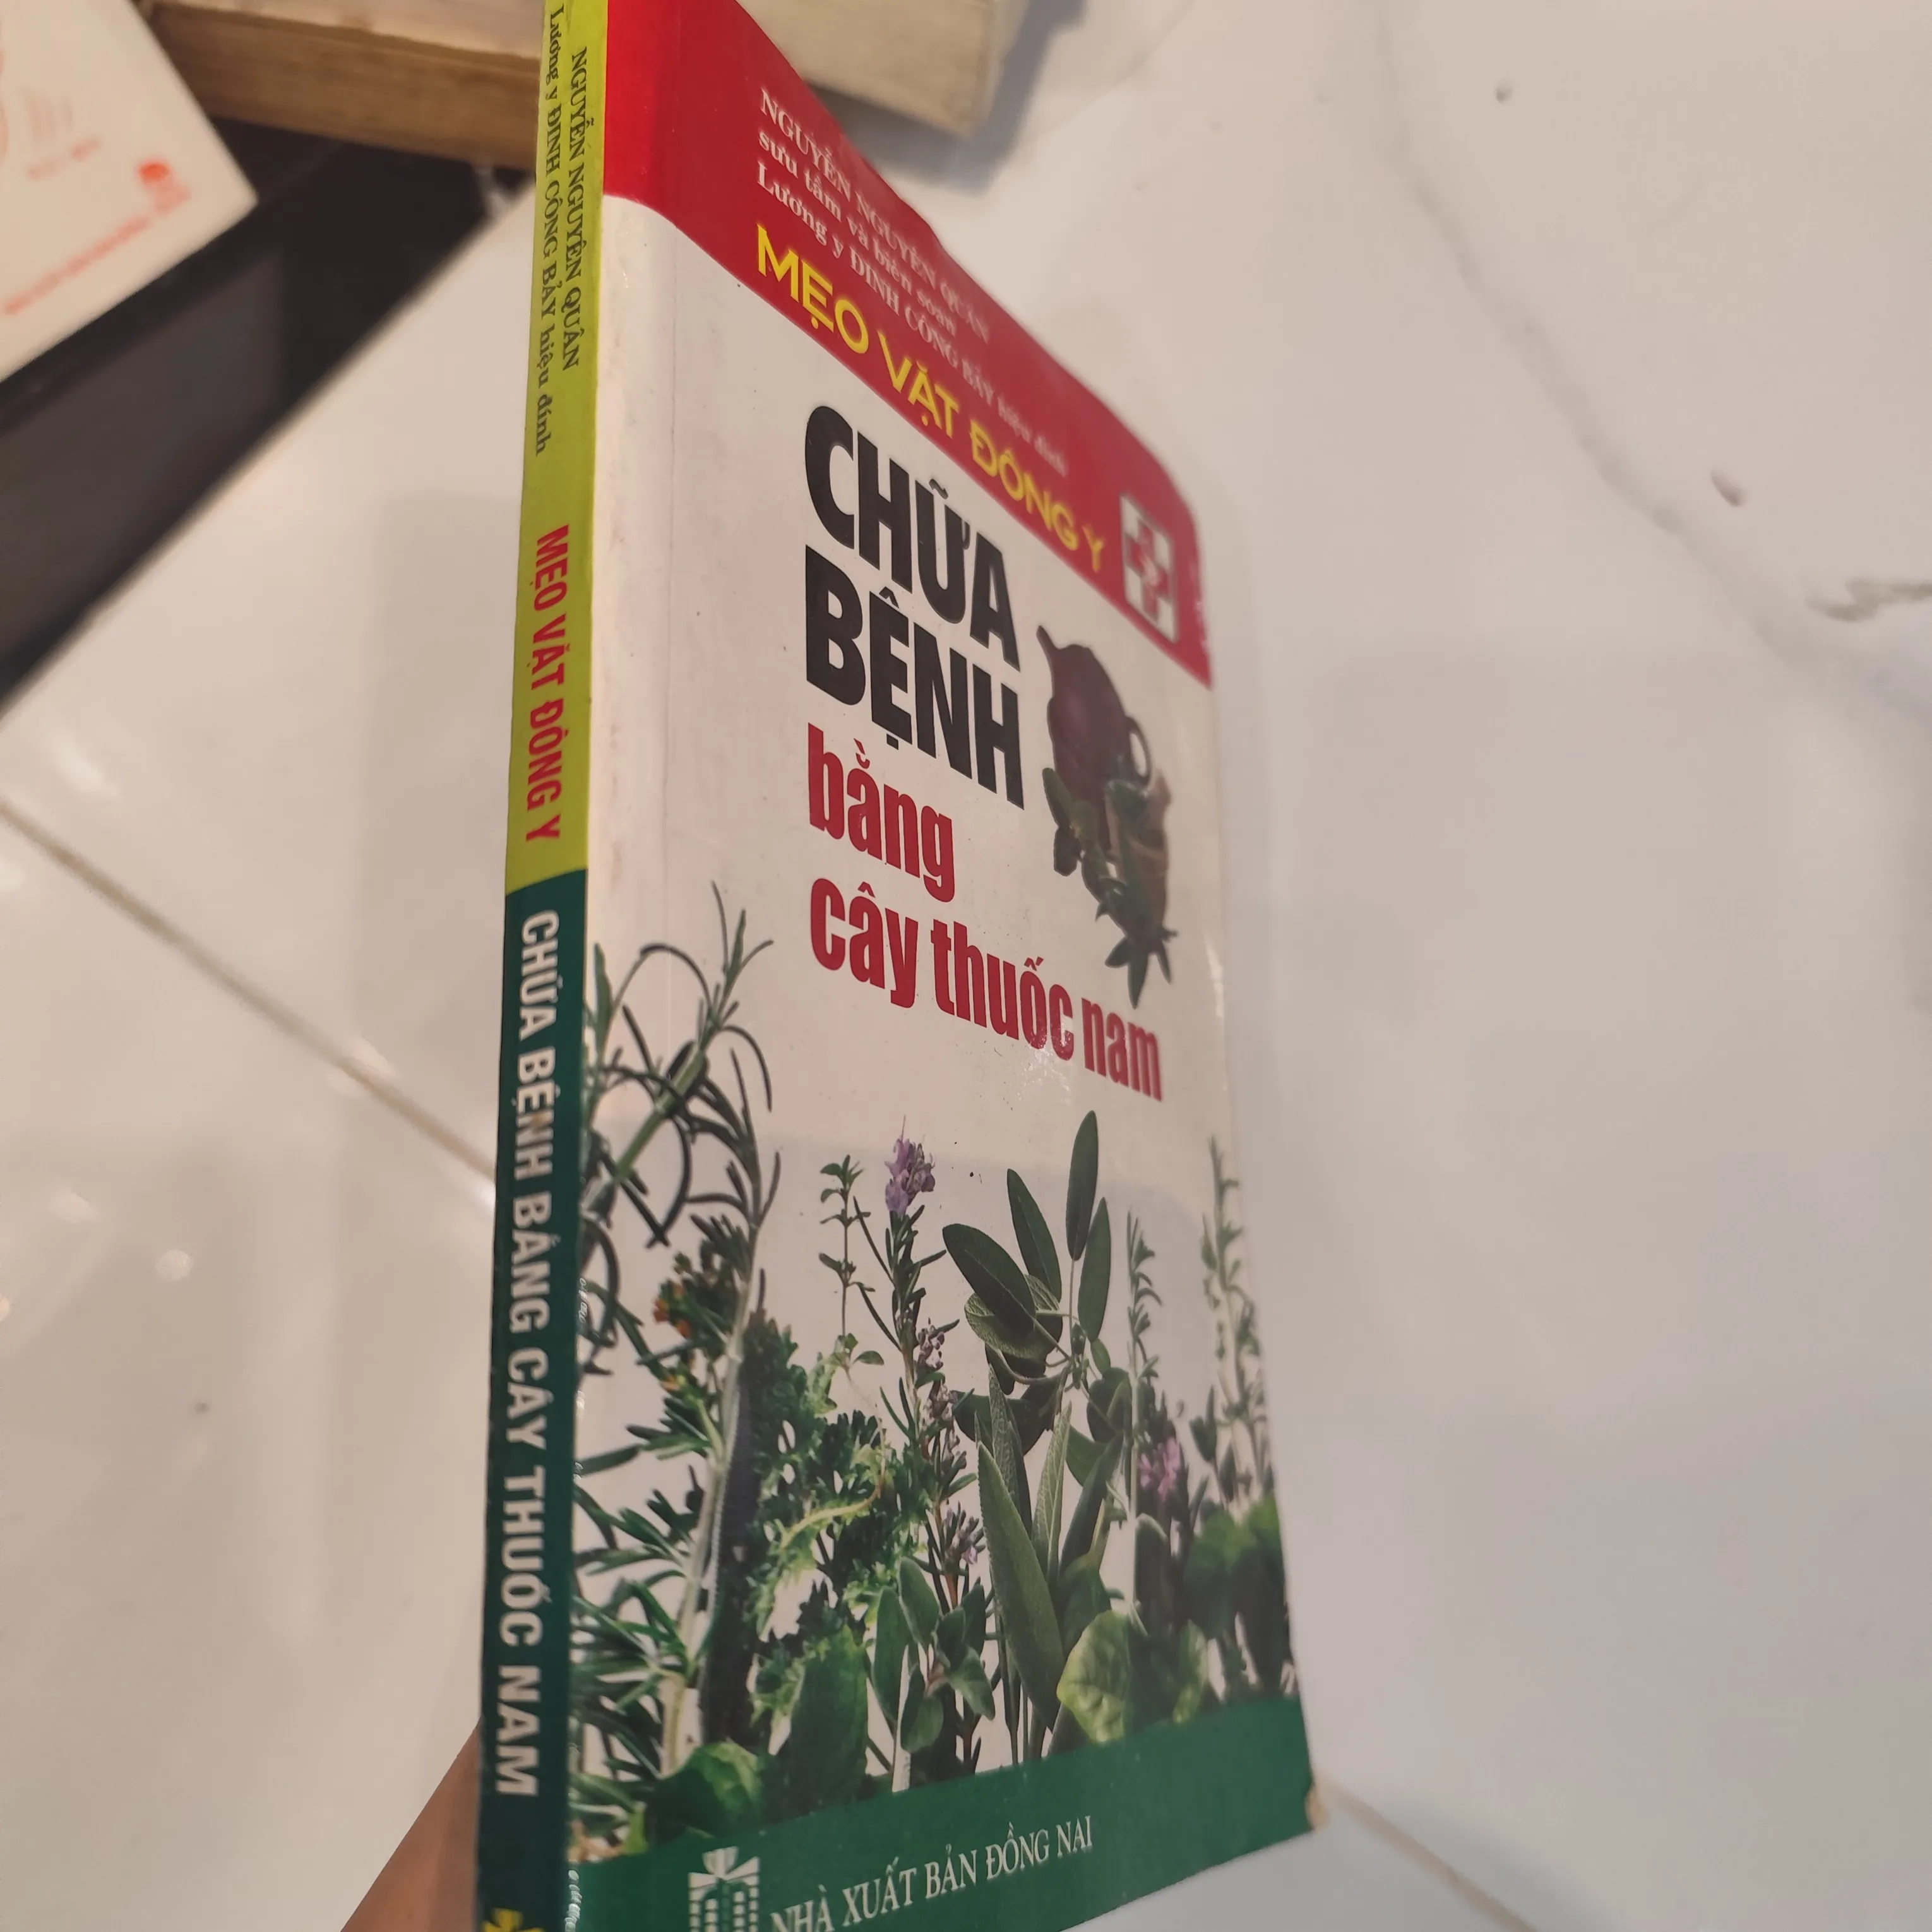 NGUYỄN NGUYÊN QUÂN
Lương y ĐINH CÔNG BẢY hiệu đính
MẸO VẶT ĐÔNG Y
CHỮA BỆNH BẰNG CÂY THUỐC NAM
NGUYỄN NGUYÊN QUÂN
sưu tầm và biên soạn
Lương y ĐINH CÔNG BẢY hiệu đính
MẸO VẶT ĐÔNG Y
CHỮA
BỆNH
bằng
cây thuốc nam
NHÀ XUẤT BẢN ĐỒNG NAI